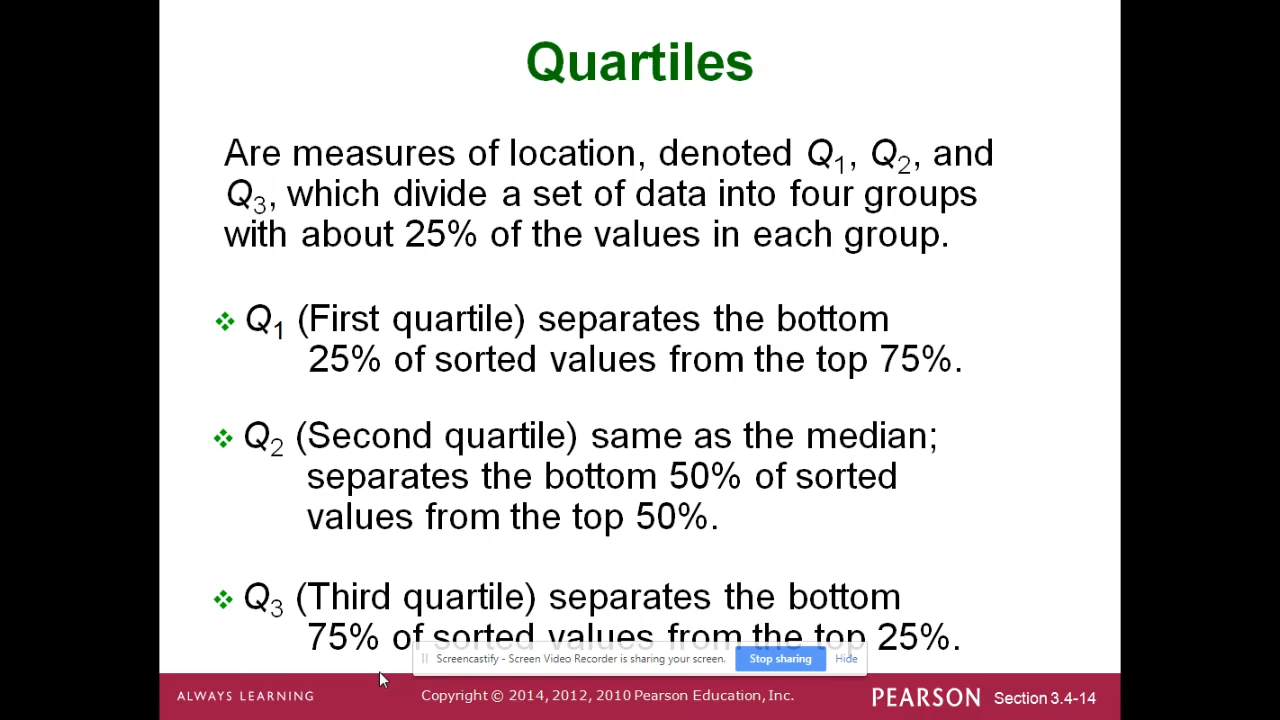 Quartiles
Are measures of location, denoted Q1, Q2, and
Q3, which divide a set of data into four groups
with about 25% of the values in each group.
Q1 (First quartile) separates the bottom
25% of sorted values from the top 75%.
Q2 (Second quartile) same as the median;
separates the bottom 50% of sorted
values from the top 50%.
Q3 (Third quartile) separates the bottom
75% of sorted values from the top 25%.
Screencastify - Screen Video Recorder is sharing your screen. Stop sharing Hide
ALWAYS LEARNING Copyright © 2014, 2012, 2010 Pearson Education, Inc. PEARSON Section 3.4-14